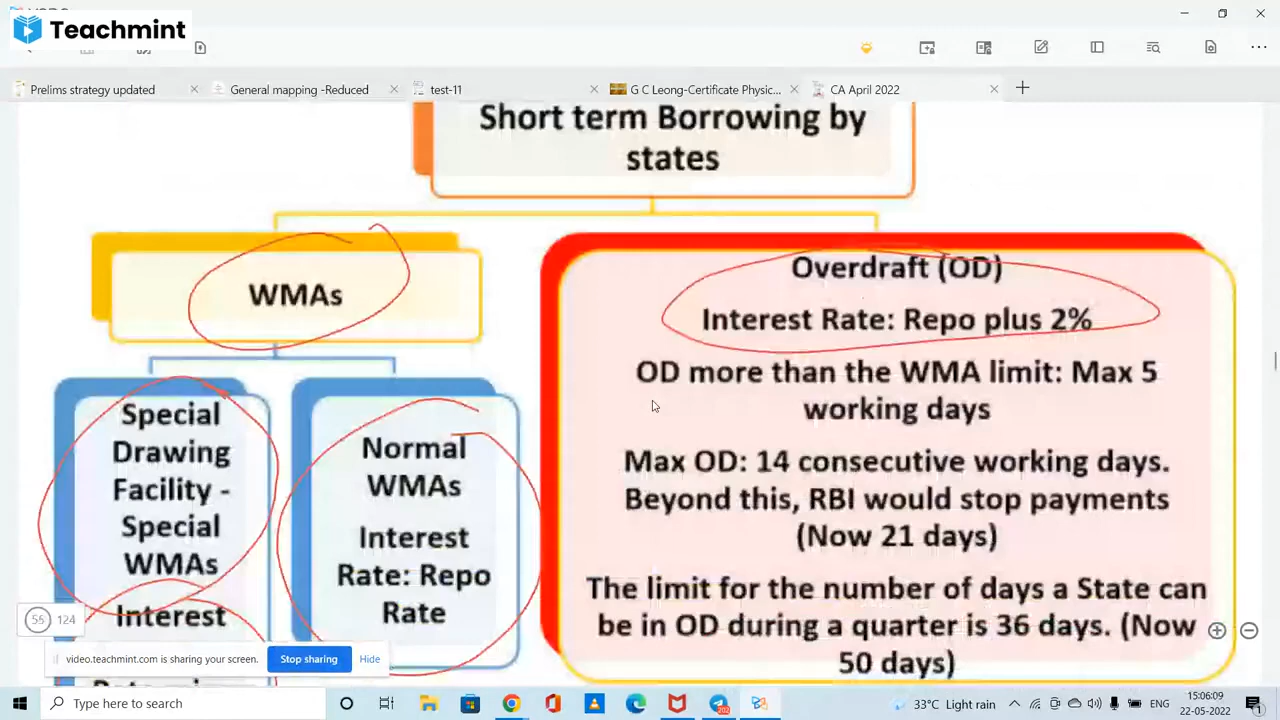 Teachmint
Prelims strategy updated
General mapping -Reduced
test-11
G C Leong-Certificate Physic...
CA April 2022
Short term Borrowing by
states
WMAs
Special
Drawing
Facility -
Special
WMAs
Interest
Normal
WMAs
Interest
Rate: Repo
Rate
Overdraft (OD)
Interest Rate: Repo plus 2%
OD more than the WMA limit: Max 5
working days
Max OD: 14 consecutive working days.
Beyond this, RBI would stop payments
(Now 21 days)
The limit for the number of days a State can
be in OD during a quarter is 36 days. (Now
50 days)
55 124
video.teachmint.com is sharing your screen.
Stop sharing
Hide
Type here to search
202
33°C Light rain
ENG
15:06:09
22-05-2022
1